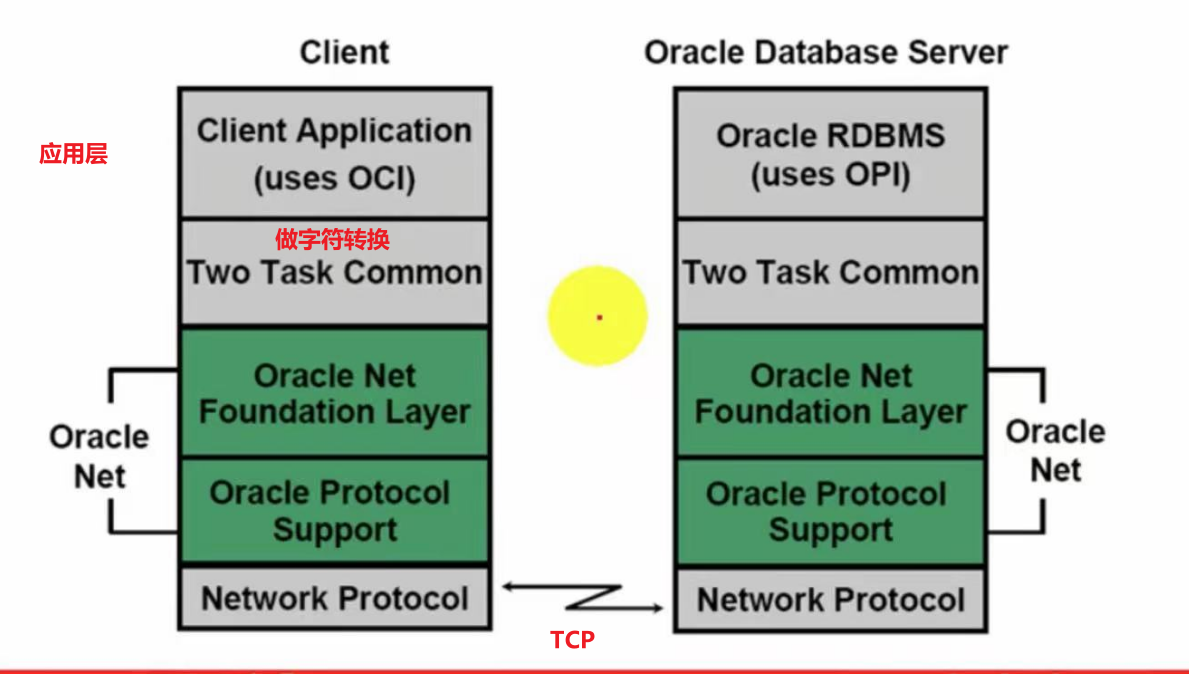 Client
Client Application
(uses OCI)
做字符转换
Two Task Common
Oracle Net
Foundation Layer
Oracle Protocol
Support
Network Protocol
应用层
Oracle
Net
TCP
Oracle Database Server
Oracle RDBMS
(uses OPI)
Two Task Common
Oracle Net
Foundation Layer
Oracle Protocol
Support
Network Protocol
Oracle
Net